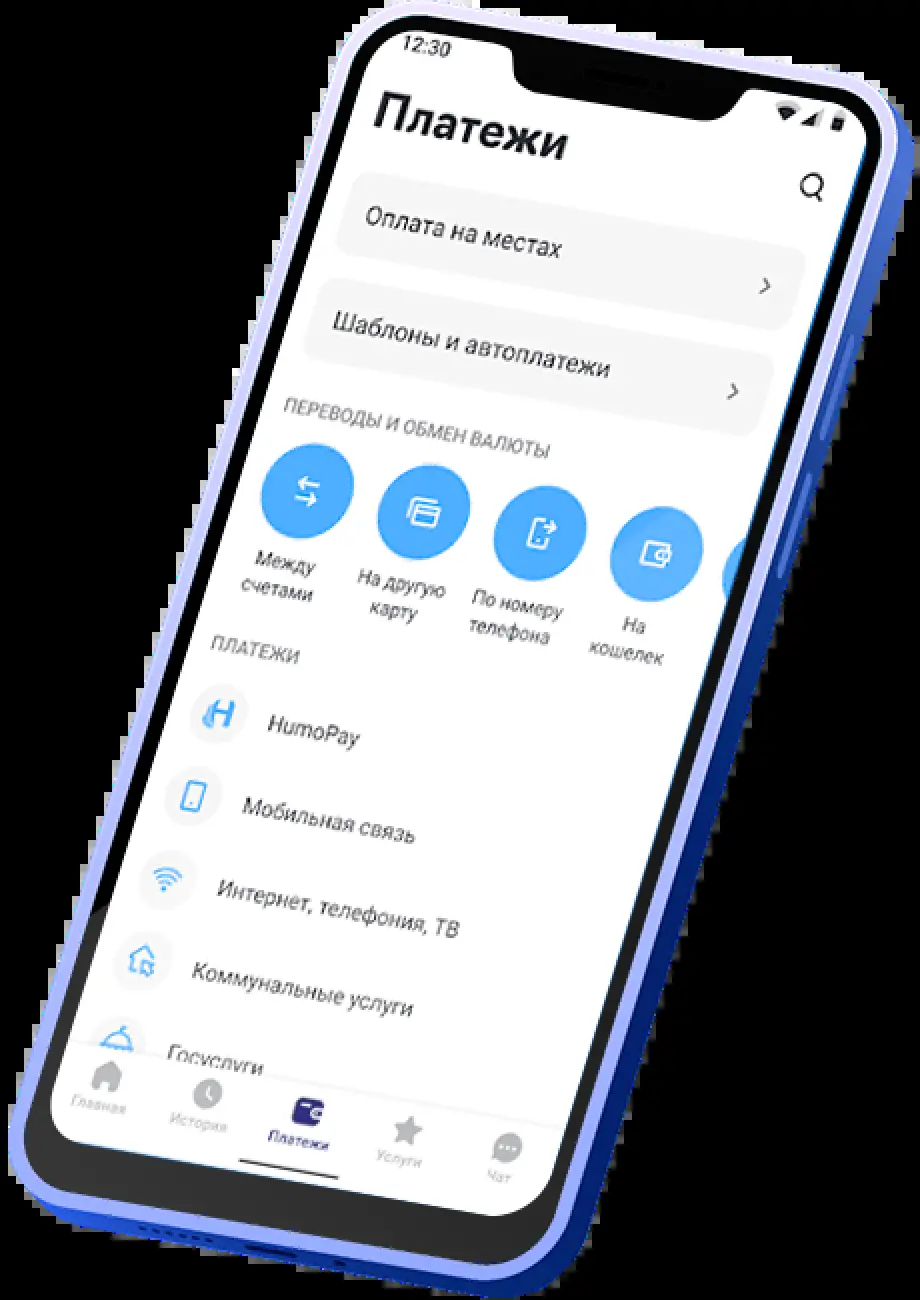 12:30
Платежи
Оплата на местах
Шаблоны и автоплатежи
ПЕРЕВОДЫ И ОБМЕН ВАЛЮТЫ
Между
счетами
На другую
карту
По номеру
телефона
На
кошелек
ПЛАТЕЖИ
HumoPay
Мобильная связь
Интернет, телефония, ТВ
Коммунальные услуги
Госуслуги
Главная
История
Платежи
Услуги
Чат